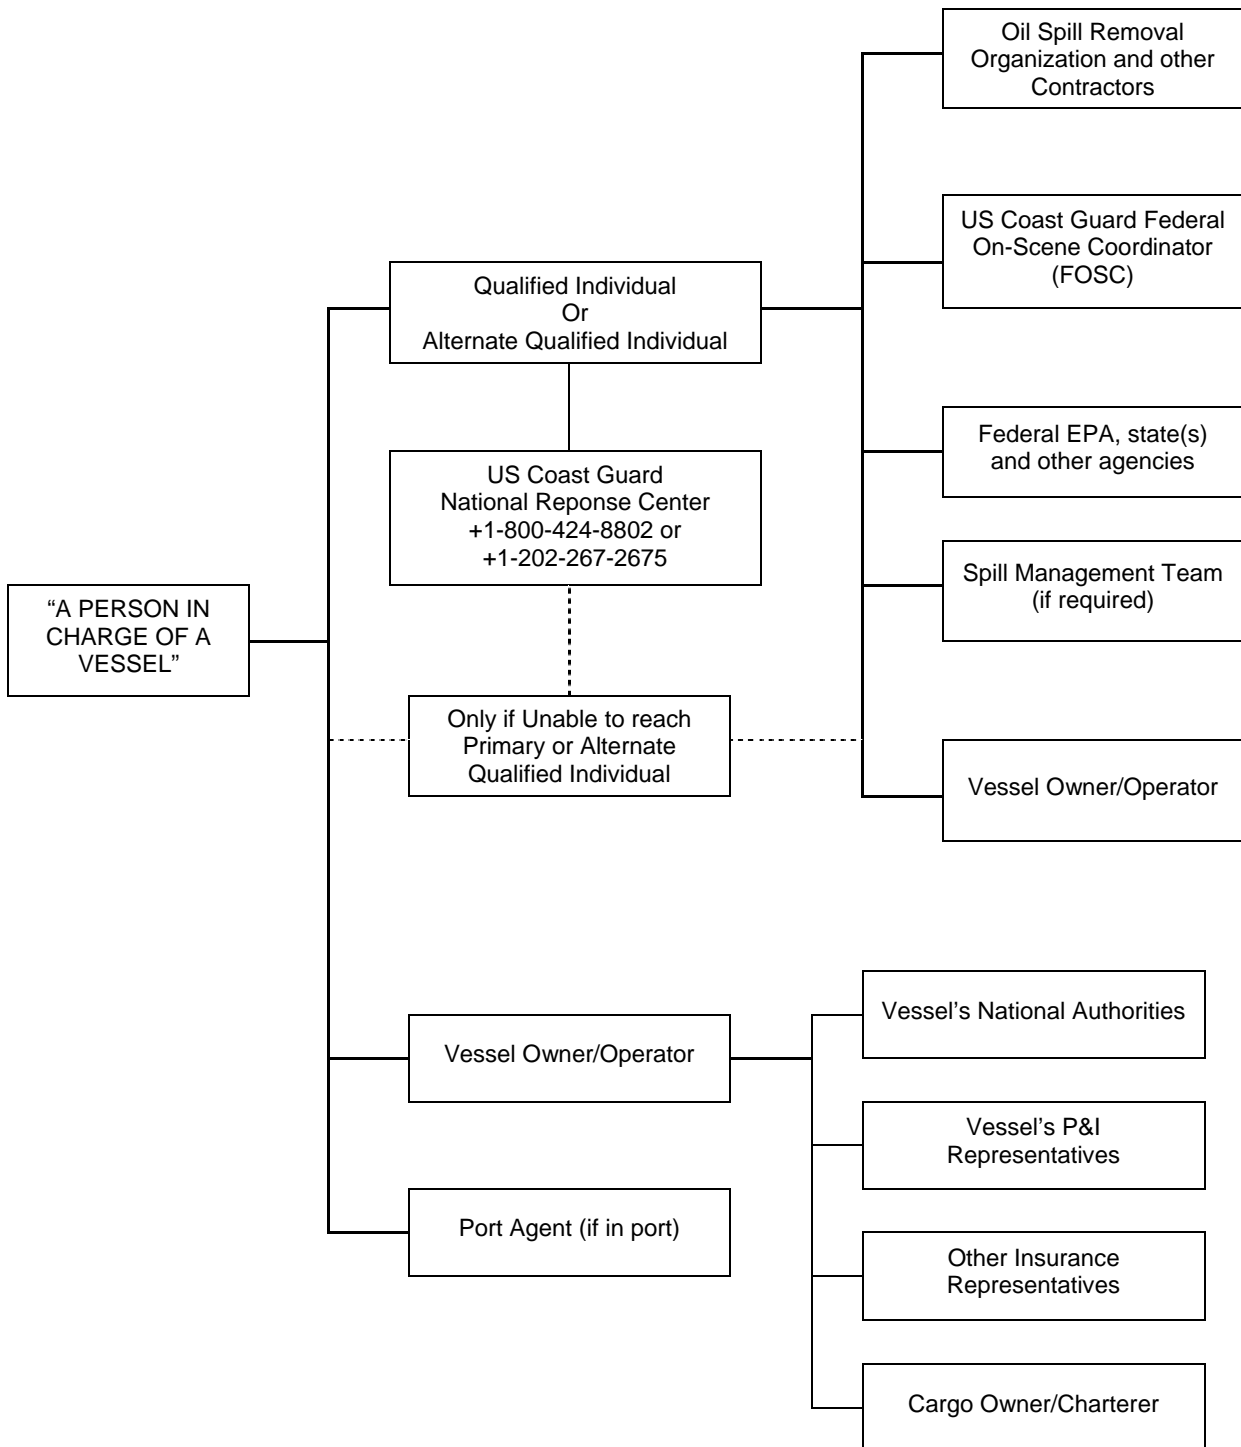 Oil Spill Removal
Organization and other
Contractors
US Coast Guard Federal
On-Scene Coordinator
(FOSC)
Qualified Individual
Or
Alternate Qualified Individual
Federal EPA, state(s)
and other agencies
US Coast Guard
National Reponse Center
+1-800-424-8802 or
+1-202-267-2675
Spill Management Team
(if required)
“A PERSON IN
CHARGE OF A
VESSEL”
Only if Unable to reach
Primary or Alternate
Qualified Individual
Vessel Owner/Operator
Vessel’s National Authorities
Vessel Owner/Operator
Vessel’s P&I
Representatives
Port Agent (if in port)
Other Insurance
Representatives
Cargo Owner/Charterer